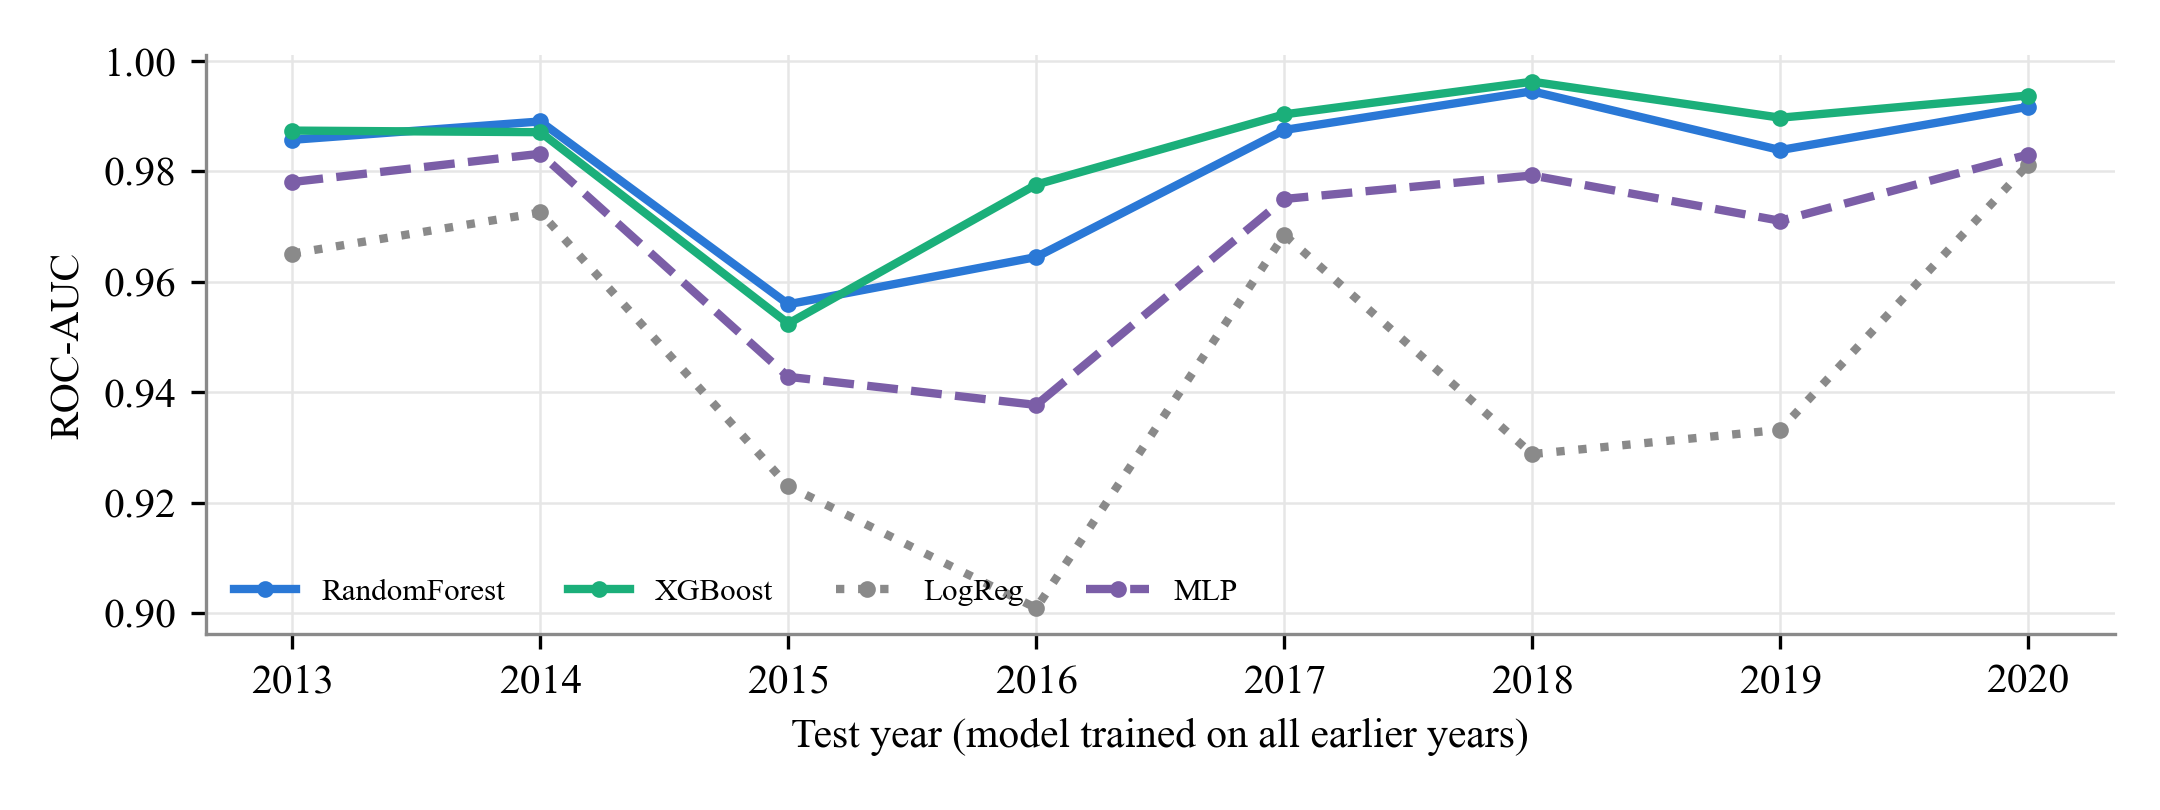 1.00
0.98
0.96
0.94
0.92
0.90
ROC-AUC
RandomForest XGBoost LogReg MLP
2013 2014 2015 2016 2017 2018 2019 2020
Test year (model trained on all earlier years)